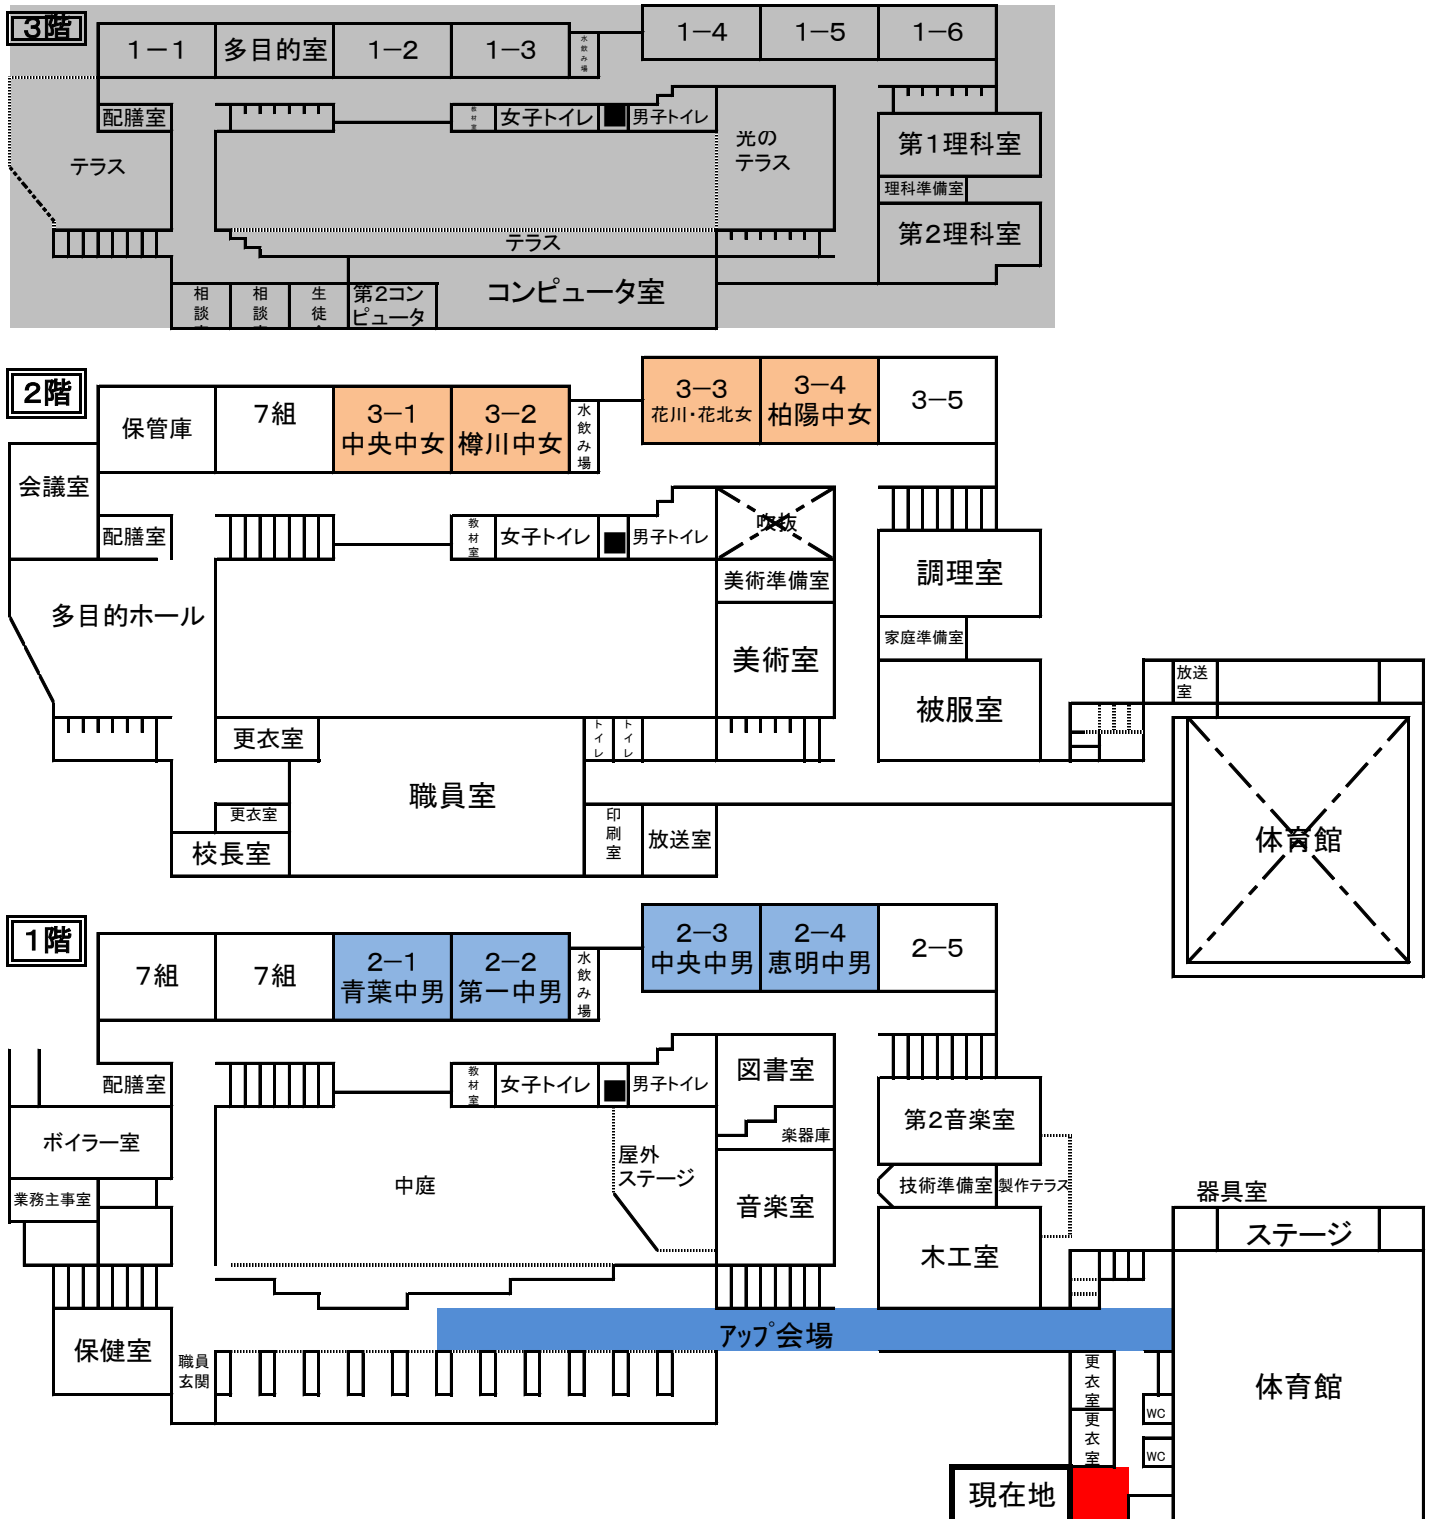 3階
1－1
多目的室
1－2
1－3
水飲み場
1－4
1－5
1－6
配膳室
教材室
女子トイレ
男子トイレ
光の
テラス
第1理科室
テラス
理科準備室
第2理科室
テラス
相談
相談
生徒
第2コン
ピュータ
コンピュータ室
2階
保管庫
7組
3－1
中央中女
3－2
樽川中女
水飲み場
3－3
花川・花北女
3－4
柏陽中女
3－5
会議室
配膳室
教材室
女子トイレ
男子トイレ
吹抜
美術準備室
調理室
多目的ホール
家庭準備室
美術室
被服室
放送
室
更衣室
トイレ
トイレ
職員室
更衣室
校長室
印刷室
放送室
体育館
1階
7組
7組
2－1
青葉中男
2－2
第一中男
水飲み場
2－3
中央中男
2－4
恵明中男
2－5
配膳室
教材室
女子トイレ
男子トイレ
図書室
ボイラー室
第2音楽室
楽器庫
屋外
ステージ
中庭
業務主事室
技術準備室
製作テラス
音楽室
器具室
ステージ
木工室
アップ会場
保健室
職員
玄関
更衣室
更衣室
WC
WC
体育館
現在地